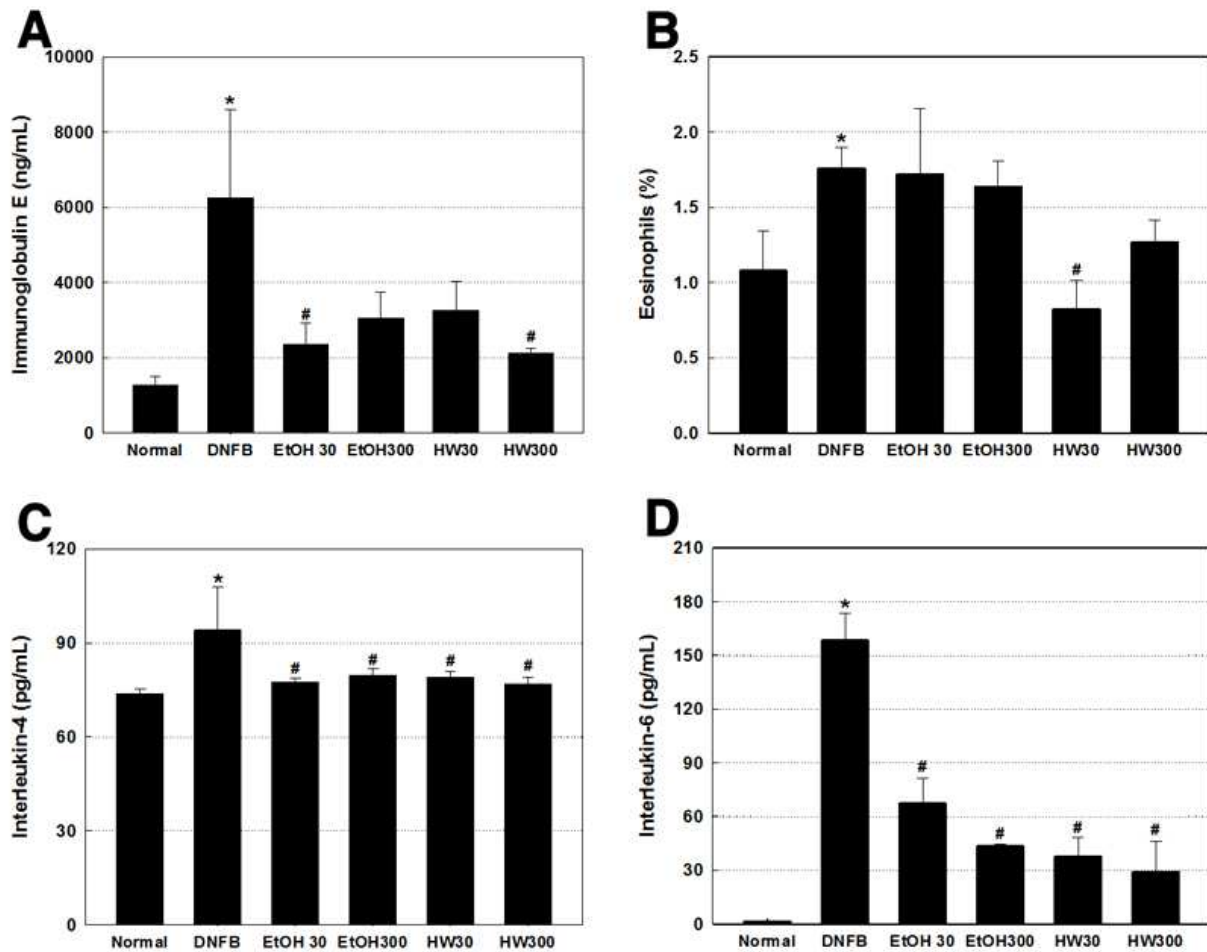 A
Immunoglobulin E (ng/mL)
10000
8000
6000
4000
2000
0
*
#
#
Normal DNFB EtOH 30 EtOH300 HW30 HW300
B
Eosinophils (%)
2.5
2.0
1.5
1.0
0.5
0.0
*
#
Normal DNFB EtOH 30 EtOH300 HW30 HW300
C
Interleukin-4 (pg/mL)
120
90
60
30
0
*
# # # #
Normal DNFB EtOH 30 EtOH300 HW30 HW300
D
Interleukin-6 (pg/mL)
210
180
150
120
90
60
30
0
*
#
# # #
Normal DNFB EtOH 30 EtOH300 HW30 HW300